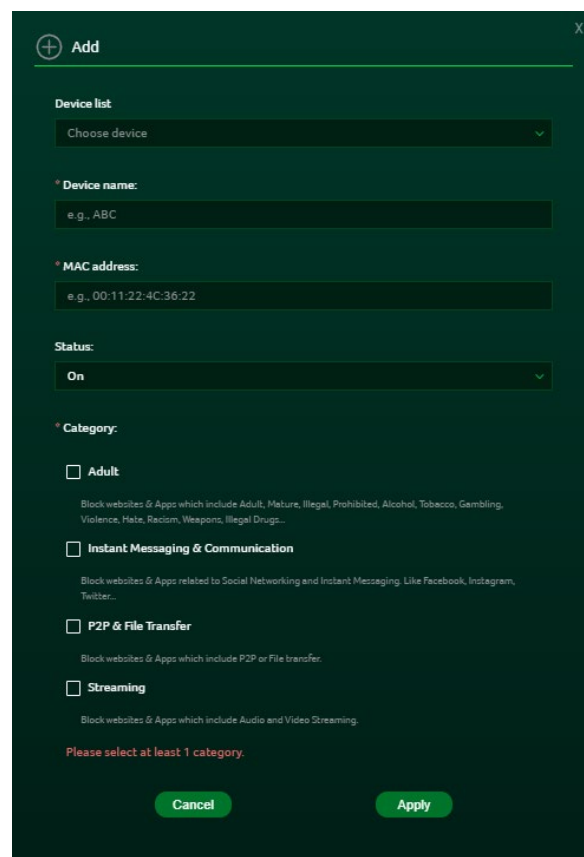 X
Add
Device list
Choose device
* Device name:
e.g., ABC
* MAC address:
e.g., 00:11:22:4C:36:22
Status:
On
* Category:
Adult
Block websites & Apps which include Adult, Mature, Illegal, Prohibited, Alcohol, Tobacco, Gambling,
Violence, Hate, Racism, Weapons, Illegal Drugs...
Instant Messaging & Communication
Block websites & Apps related to Social Networking and Instant Messaging. Like Facebook, Instagram,
Twitter...
P2P & File Transfer
Block websites & Apps which include P2P or File transfer.
Streaming
Block websites & Apps which include Audio and Video Streaming.
Please select at least 1 category.
Cancel Apply